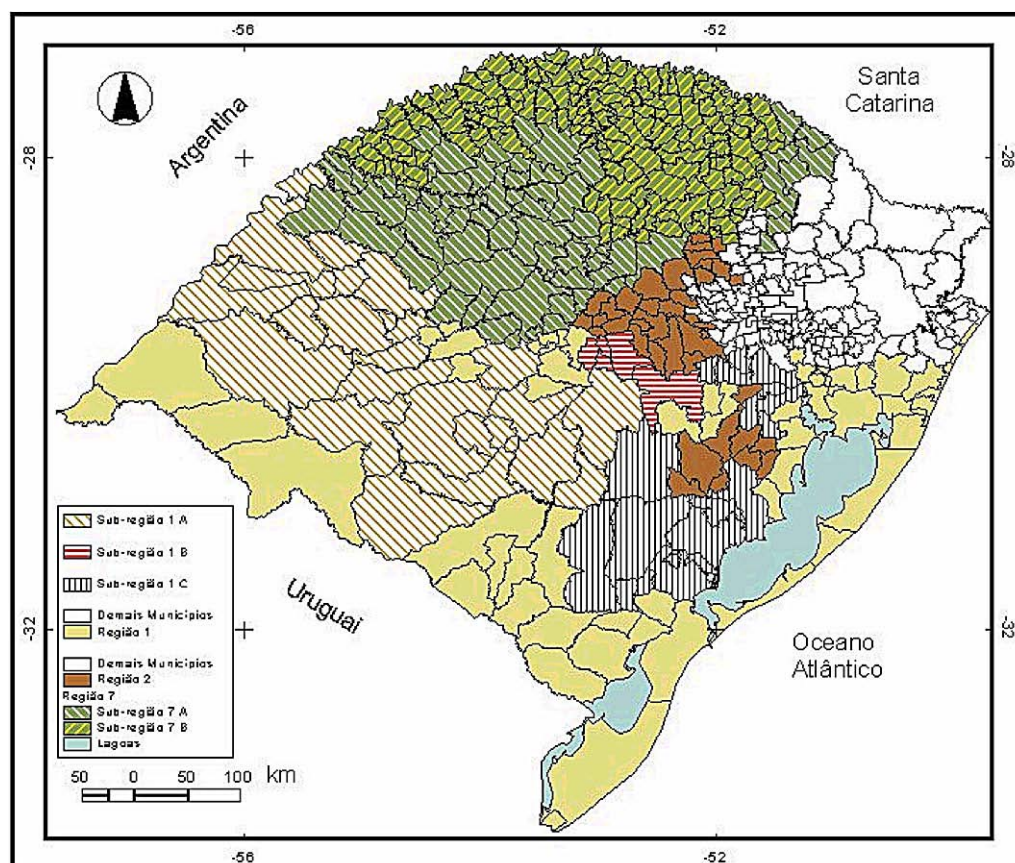 -56
-52
Santa
Catarina
Argentina
-28
-28
Sub-região 1 A
Sub-região 1 B
Sub-região 1 C
Demais Municípios
Região 1
Demais Municípios
Região 2
Região 7
Sub-região 7 A
Sub-região 7 B
Lagoas
Uruguai
-32
-32
Oceano
Atlântico
50 0 50 100 km
-56
-52